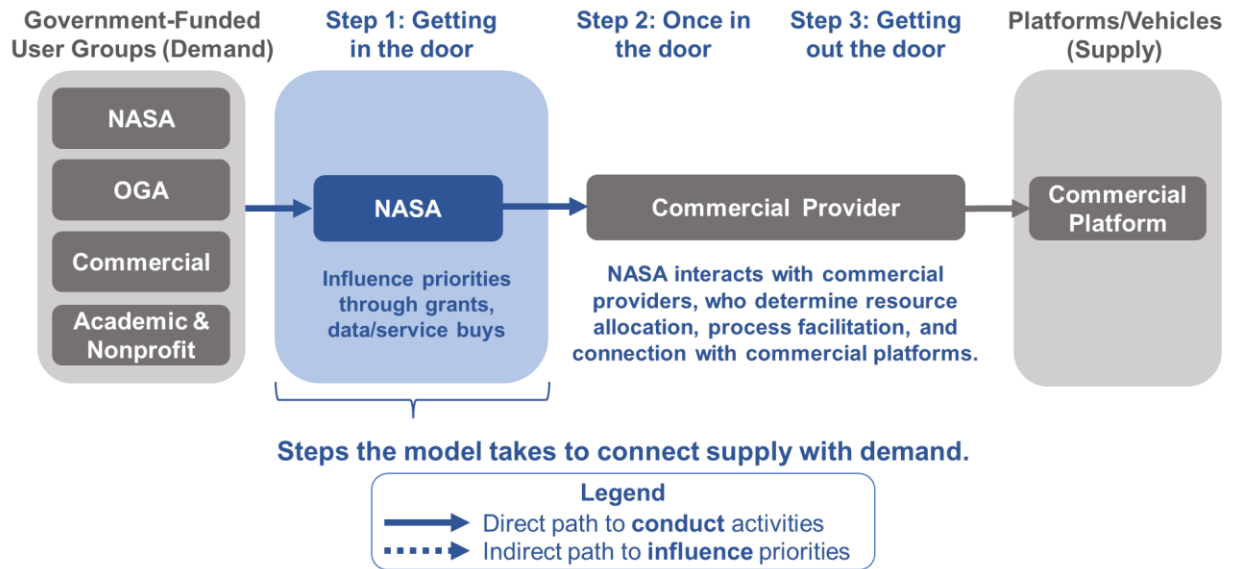 Government-Funded
User Groups (Demand)
Step 1: Getting
in the door
Step 2: Once in
the door
Step 3: Getting
out the door
Platforms/Vehicles
(Supply)
NASA
OGA
Commercial
Academic &
Nonprofit
NASA
Influence priorities
through grants,
data/service buys
Commercial Provider
NASA interacts with commercial
providers, who determine resource
allocation, process facilitation, and
connection with commercial platforms.
Commercial
Platform
Steps the model takes to connect supply with demand.
Legend
Direct path to conduct activities
Indirect path to influence priorities